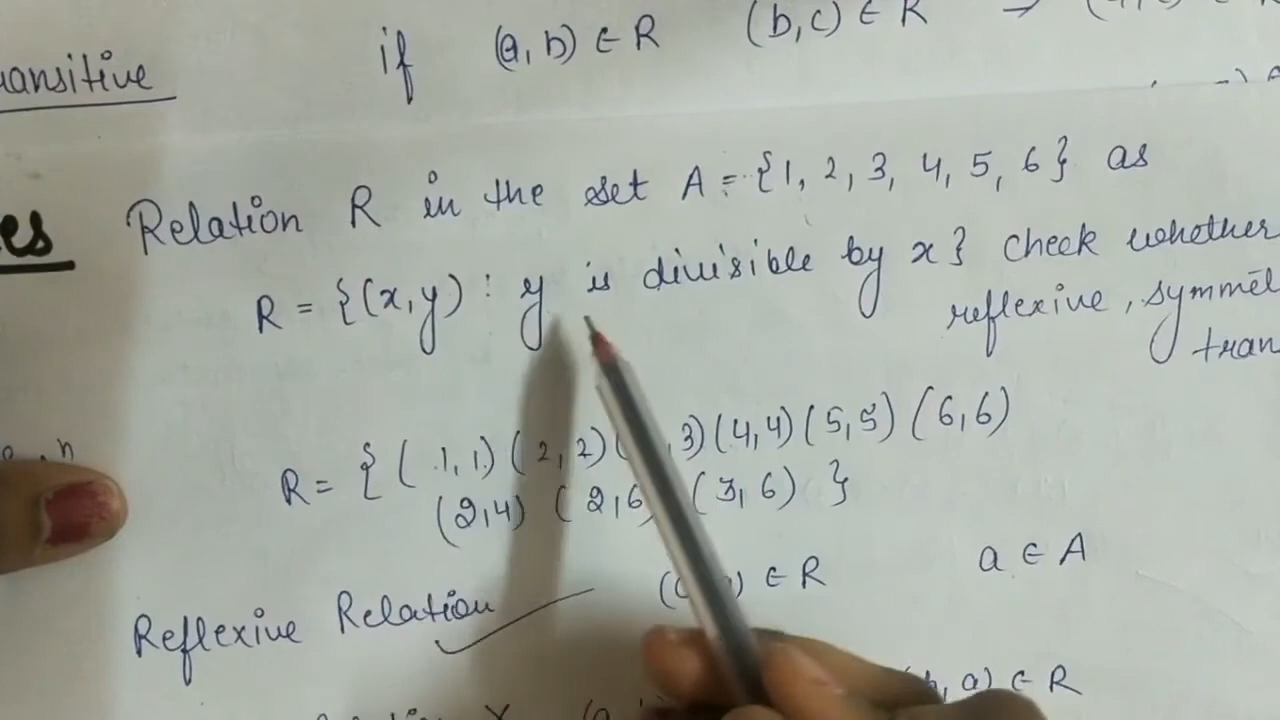 if (a, b) ∈ R (b, c) ∈ R →
ransitive
es Relation R in the set A = {1, 2, 3, 4, 5, 6} as
R = {(x, y) : y is divisible by x} check whether
reflexive, symmet
tran
R = { (1, 1) (2, 2) , 3) (4, 4) (5, 5) (6, 6)
(2, 4) (2, 6 (3, 6) }
Reflexive Relation ∈ R a ∈ A
, a) ∈ R